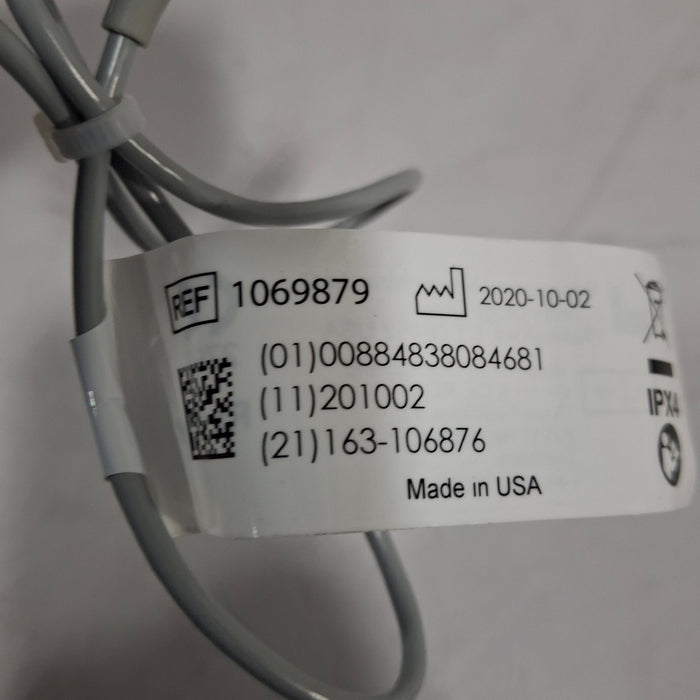 REF 1069879 2020-10-02
(01)00884838084681
(11)201002
(21)163-106876
IPX4
Made in USA